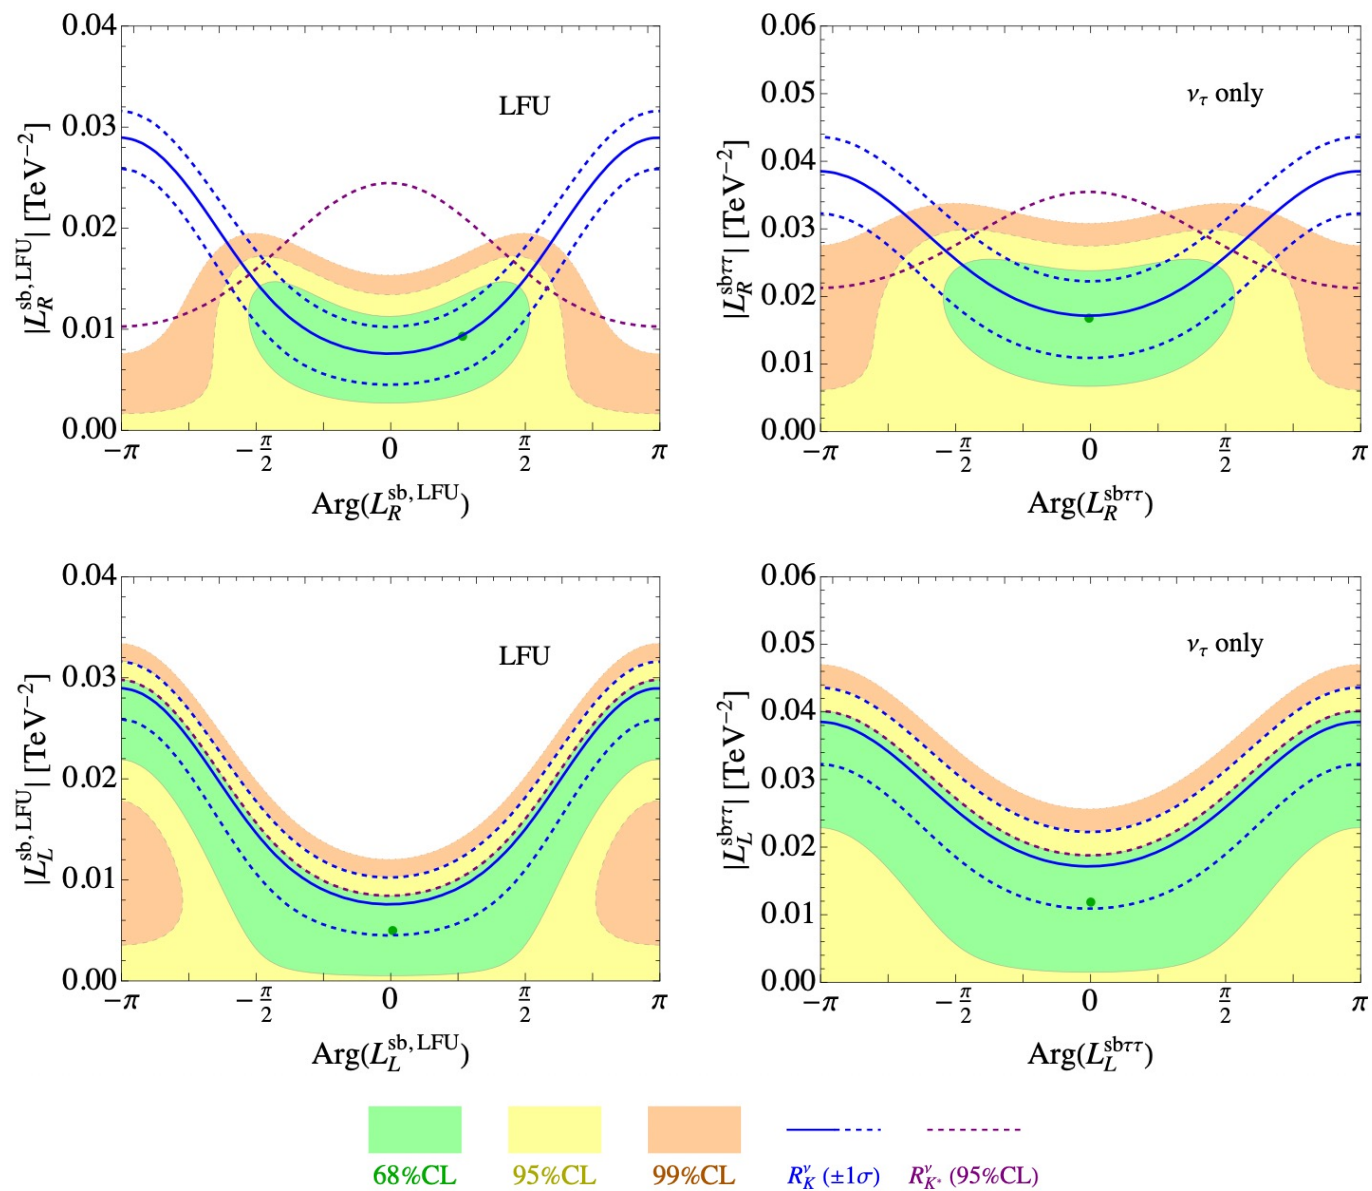 LFU
|L_R^{sb, LFU}| [TeV^{-2}]
0.04
0.03
0.02
0.01
0.00
-π -π/2 0 π/2 π
Arg(L_R^{sb, LFU})
ν_τ only
|L_R^{sbττ}| [TeV^{-2}]
0.06
0.05
0.04
0.03
0.02
0.01
0.00
-π -π/2 0 π/2 π
Arg(L_R^{sbττ})
LFU
|L_L^{sb, LFU}| [TeV^{-2}]
0.04
0.03
0.02
0.01
0.00
-π -π/2 0 π/2 π
Arg(L_L^{sb, LFU})
ν_τ only
|L_L^{sbττ}| [TeV^{-2}]
0.06
0.05
0.04
0.03
0.02
0.01
0.00
-π -π/2 0 π/2 π
Arg(L_L^{sbττ})
68%CL 95%CL 99%CL R_K^ν (±1σ) R_{K*}^ν (95%CL)